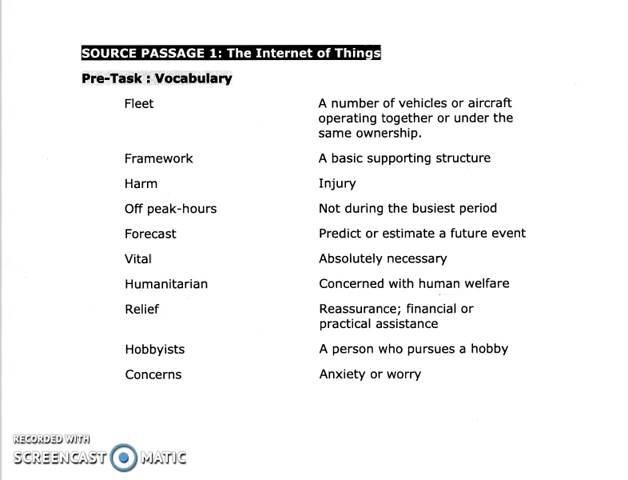 SOURCE PASSAGE 1: The Internet of Things
Pre-Task : Vocabulary
Fleet A number of vehicles or aircraft
operating together or under the
same ownership.
Framework A basic supporting structure
Harm Injury
Off peak-hours Not during the busiest period
Forecast Predict or estimate a future event
Vital Absolutely necessary
Humanitarian Concerned with human welfare
Relief Reassurance; financial or
practical assistance
Hobbyists A person who pursues a hobby
Concerns Anxiety or worry
RECORDED WITH
SCREENCAST MATIC